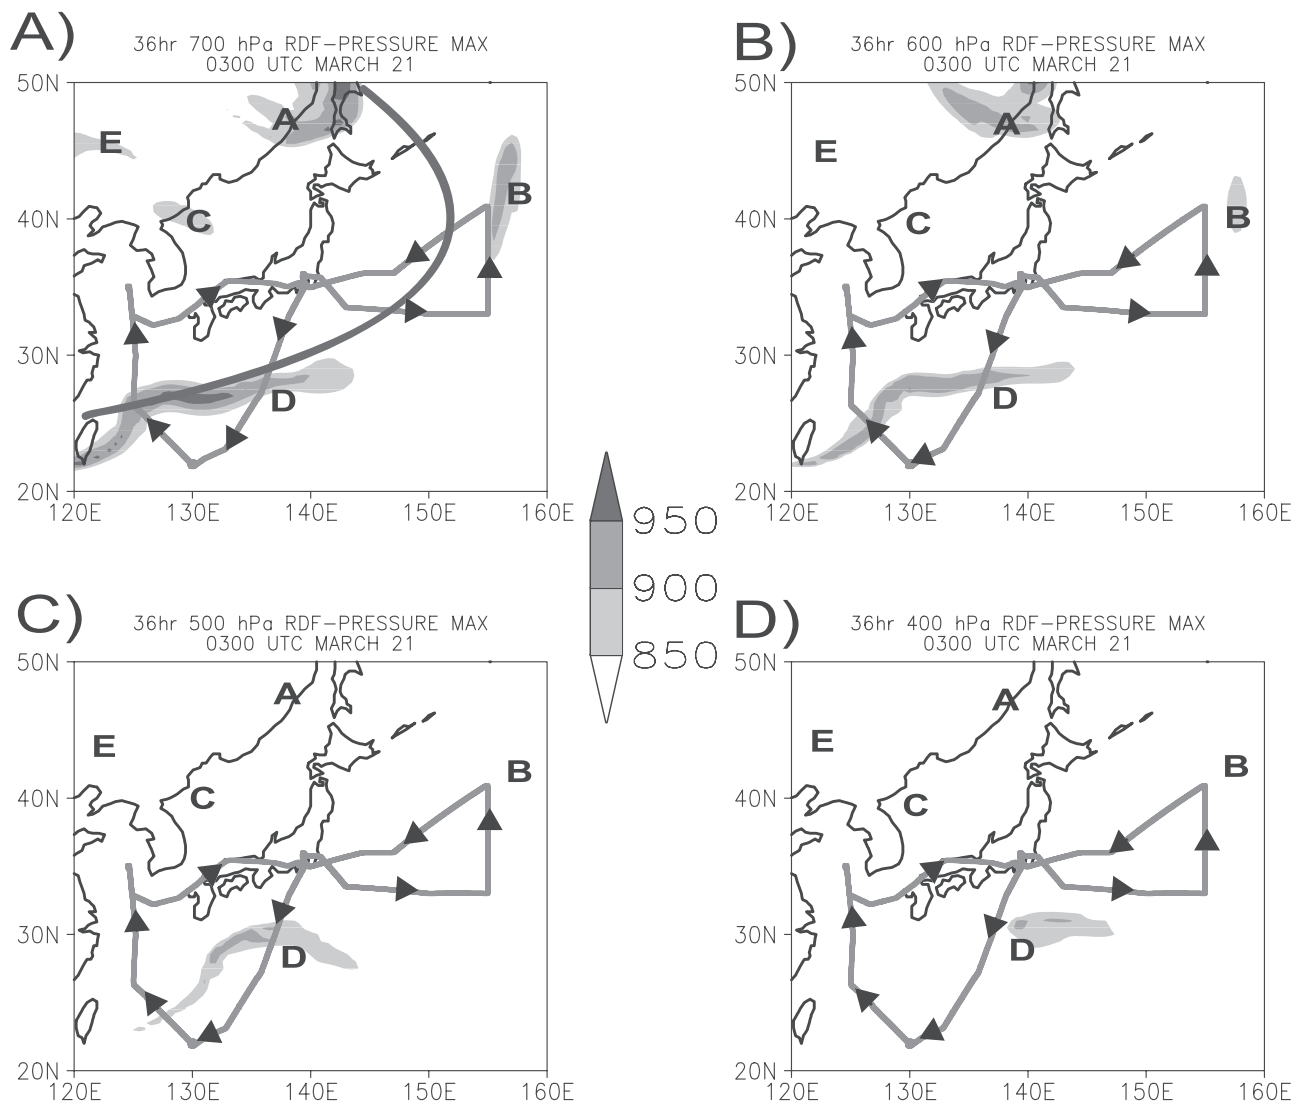 A)
36hr 700 hPa RDF-PRESSURE MAX
0300 UTC MARCH 21
50N
40N
30N
20N
120E 130E 140E 150E 160E
A
E
B
C
D
B)
36hr 600 hPa RDF-PRESSURE MAX
0300 UTC MARCH 21
50N
40N
30N
20N
120E 130E 140E 150E 160E
A
E
C
B
D
950
900
850
C)
36hr 500 hPa RDF-PRESSURE MAX
0300 UTC MARCH 21
50N
40N
30N
20N
120E 130E 140E 150E 160E
A
E
B
C
D
D)
36hr 400 hPa RDF-PRESSURE MAX
0300 UTC MARCH 21
50N
40N
30N
20N
120E 130E 140E 150E 160E
A
E
B
C
D